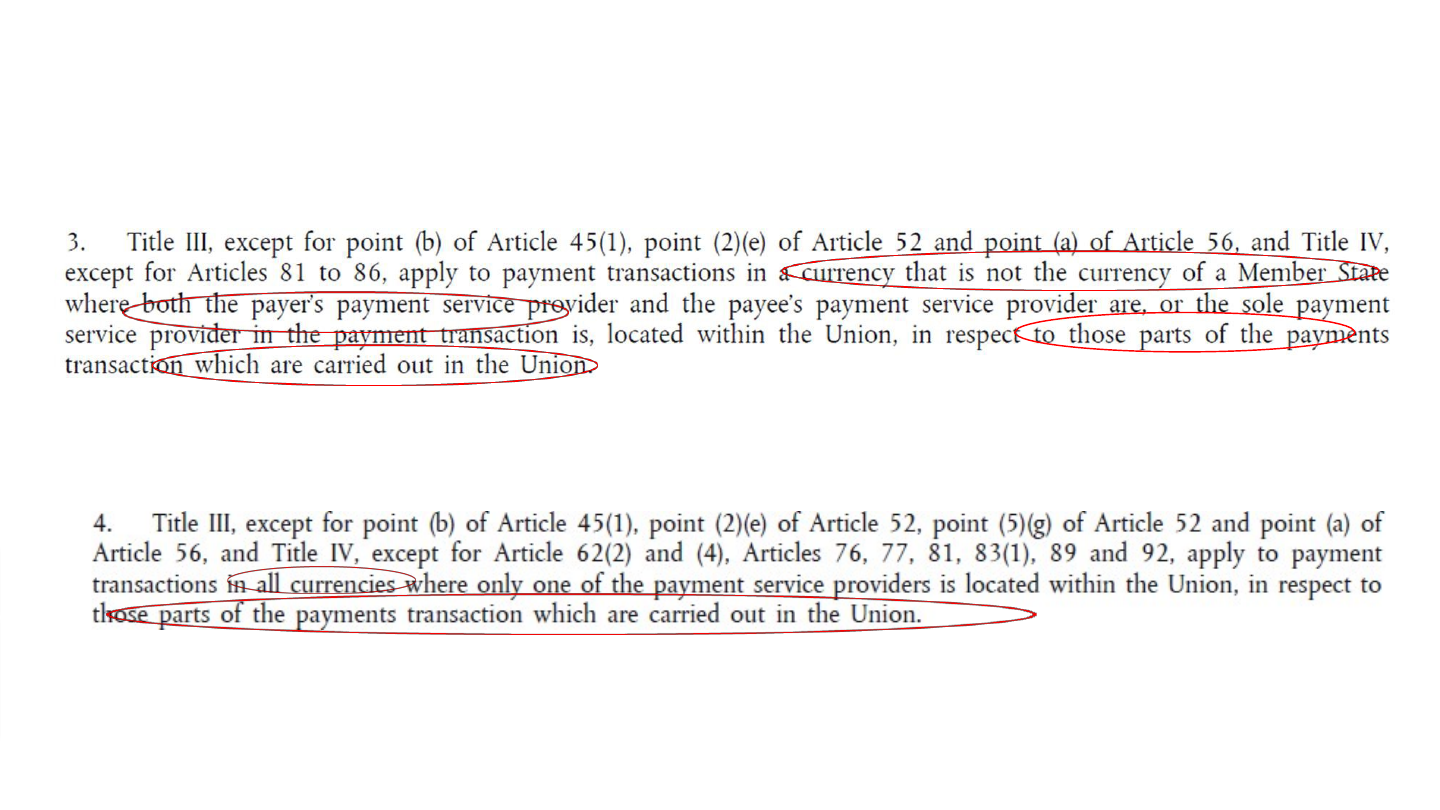 3. Title III, except for point (b) of Article 45(1), point (2)(e) of Article 52 and point (a) of Article 56, and Title IV,
except for Articles 81 to 86, apply to payment transactions in a currency that is not the currency of a Member State
where both the payer's payment service provider and the payee's payment service provider are, or the sole payment
service provider in the payment transaction is, located within the Union, in respect to those parts of the payments
transaction which are carried out in the Union.
4. Title III, except for point (b) of Article 45(1), point (2)(e) of Article 52, point (5)(g) of Article 52 and point (a) of
Article 56, and Title IV, except for Article 62(2) and (4), Articles 76, 77, 81, 83(1), 89 and 92, apply to payment
transactions in all currencies where only one of the payment service providers is located within the Union, in respect to
those parts of the payments transaction which are carried out in the Union.